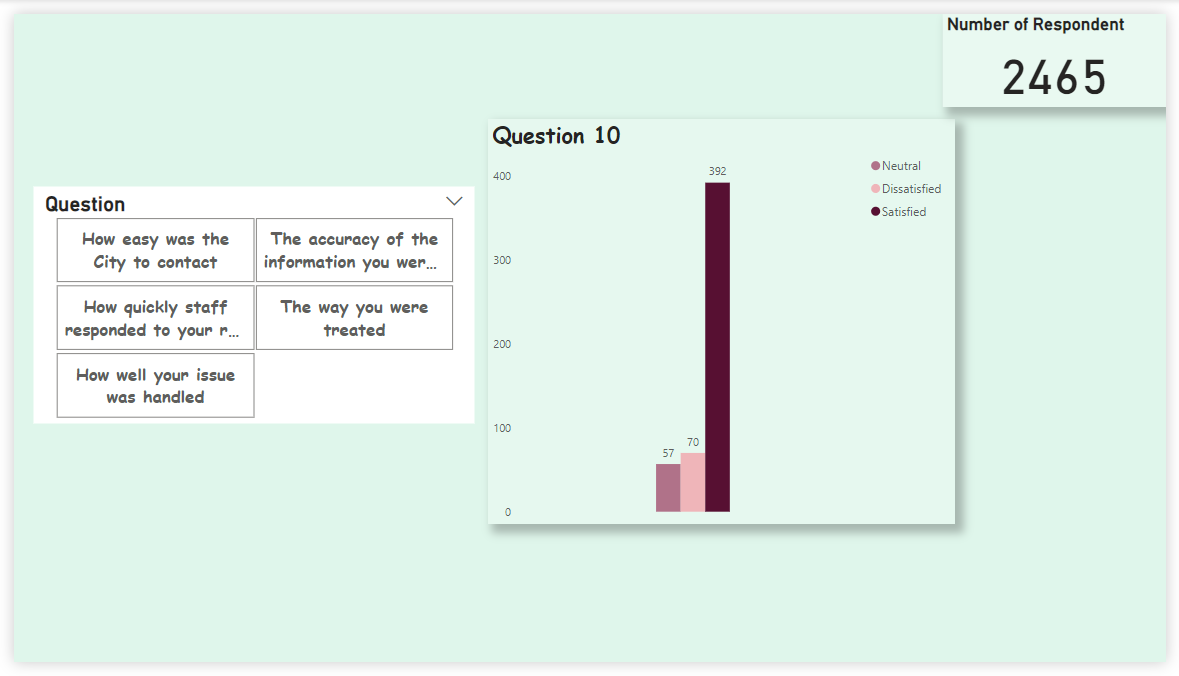 Number of Respondent
2465
Question
How easy was the
City to contact
The accuracy of the
information you wer...
How quickly staff
responded to your r...
The way you were
treated
How well your issue
was handled
Question 10
Neutral
Dissatisfied
Satisfied
400
300
200
100
0
57
70
392